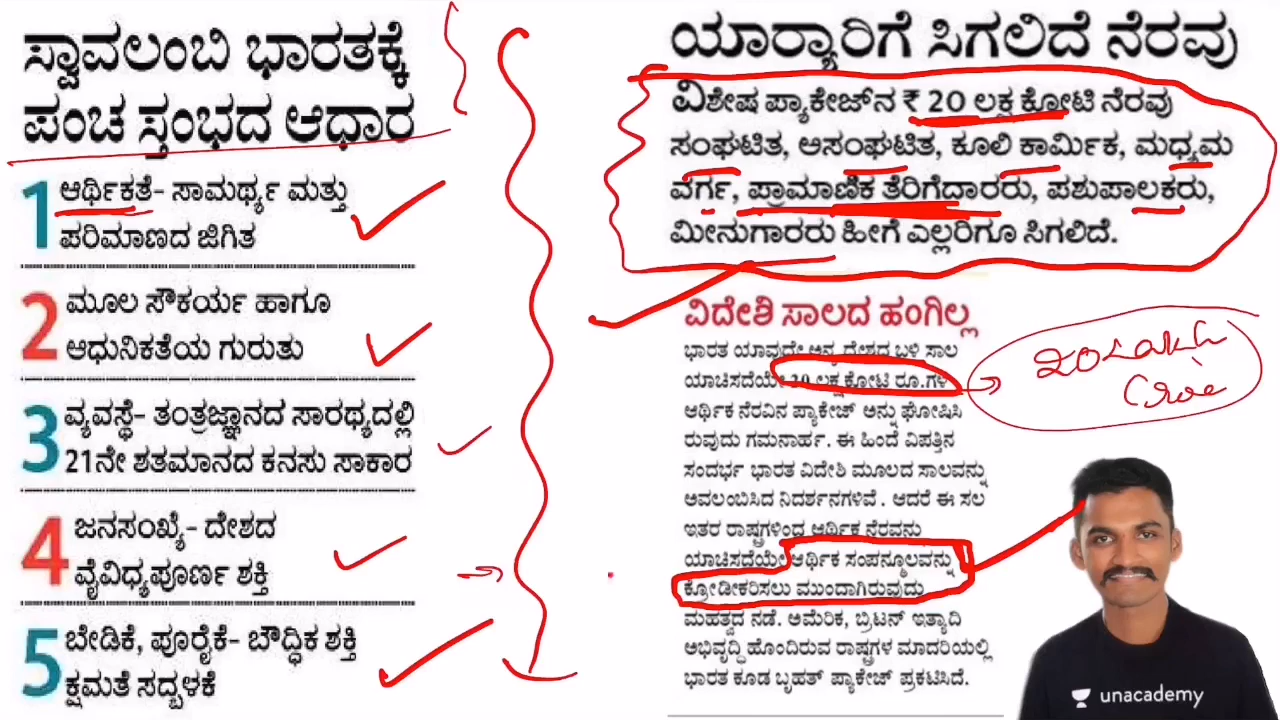 ಸ್ವಾವಲಂಬಿ ಭಾರತಕ್ಕೆ
ಪಂಚ ಸ್ತಂಭದ ಆಧಾರ
1 ಆರ್ಥಿಕತೆ- ಸಾಮರ್ಥ್ಯ ಮತ್ತು
ಪರಿಮಾಣದ ಜಿಗಿತ
2 ಮೂಲ ಸೌಕರ್ಯ ಹಾಗೂ
ಆಧುನಿಕತೆಯ ಗುರುತು
3 ವ್ಯವಸ್ಥೆ- ತಂತ್ರಜ್ಞಾನದ ಸಾರಥ್ಯದಲ್ಲಿ
21ನೇ ಶತಮಾನದ ಕನಸು ಸಾಕಾರ
4 ಜನಸಂಖ್ಯೆ- ದೇಶದ
ವೈವಿಧ್ಯಪೂರ್ಣ ಶಕ್ತಿ
5 ಬೇಡಿಕೆ, ಪೂರೈಕೆ- ಬೌದ್ಧಿಕ ಶಕ್ತಿ
ಕ್ಷಮತೆ ಸದ್ಬಳಕೆ
ಯಾರ‍್ಯಾರಿಗೆ ಸಿಗಲಿದೆ ನೆರವು
ವಿಶೇಷ ಪ್ಯಾಕೇಜ್‌ನ ₹ 20 ಲಕ್ಷ ಕೋಟಿ ನೆರವು
ಸಂಘಟಿತ, ಅಸಂಘಟಿತ, ಕೂಲಿ ಕಾರ್ಮಿಕ, ಮಧ್ಯಮ
ವರ್ಗ, ಪ್ರಾಮಾಣಿಕ ತೆರಿಗೆದಾರರು, ಪಶುಪಾಲಕರು,
ಮೀನುಗಾರರು ಹೀಗೆ ಎಲ್ಲರಿಗೂ ಸಿಗಲಿದೆ.
ವಿದೇಶಿ ಸಾಲದ ಹಂಗಿಲ್ಲ
ಭಾರತ ಯಾವುದೇ ಅನ್ಯ ದೇಶದ ಬಳಿ ಸಾಲ
ಯಾಚಿಸದೆಯೇ 20 ಲಕ್ಷ ಕೋಟಿ ರೂ.ಗಳ
ಆರ್ಥಿಕ ನೆರವಿನ ಪ್ಯಾಕೇಜ್ ಅನ್ನು ಘೋಷಿಸಿ
ರುವುದು ಗಮನಾರ್ಹ. ಈ ಹಿಂದೆ ವಿಪತ್ತಿನ
ಸಂದರ್ಭ ಭಾರತ ವಿದೇಶಿ ಮೂಲದ ಸಾಲವನ್ನು
ಅವಲಂಬಿಸಿದ ನಿದರ್ಶನಗಳಿವೆ. ಆದರೆ ಈ ಸಲ
ಇತರ ರಾಷ್ಟ್ರಗಳಿಂದ ಆರ್ಥಿಕ ನೆರವನು
ಯಾಚಿಸದೆಯೇ ಆರ್ಥಿಕ ಸಂಪನ್ಮೂಲವನ್ನು
ಕ್ರೋಡೀಕರಿಸಲು ಮುಂದಾಗಿರುವುದು
ಮಹತ್ವದ ನಡೆ. ಅಮೆರಿಕ, ಬ್ರಿಟನ್ ಇತ್ಯಾದಿ
ಅಭಿವೃದ್ಧಿ ಹೊಂದಿರುವ ರಾಷ್ಟ್ರಗಳ ಮಾದರಿಯಲ್ಲಿ
ಭಾರತ ಕೂಡ ಬೃಹತ್ ಪ್ಯಾಕೇಜ್ ಪ್ರಕಟಿಸಿದೆ.
20 Lakh
unacademy